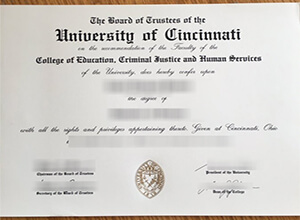 The Board of Trustees of the
University of Cincinnati
on the recommendation of the Faculty of the
College of Education, Criminal Justice and Human Services
of the University, does hereby confer upon
the degree of
with all the rights and privileges appertaining thereto. Given at Cincinnati, Ohio
Chairman of the Board of Trustees
President of the University
Secretary of the Board of Trustees
Dean of the College